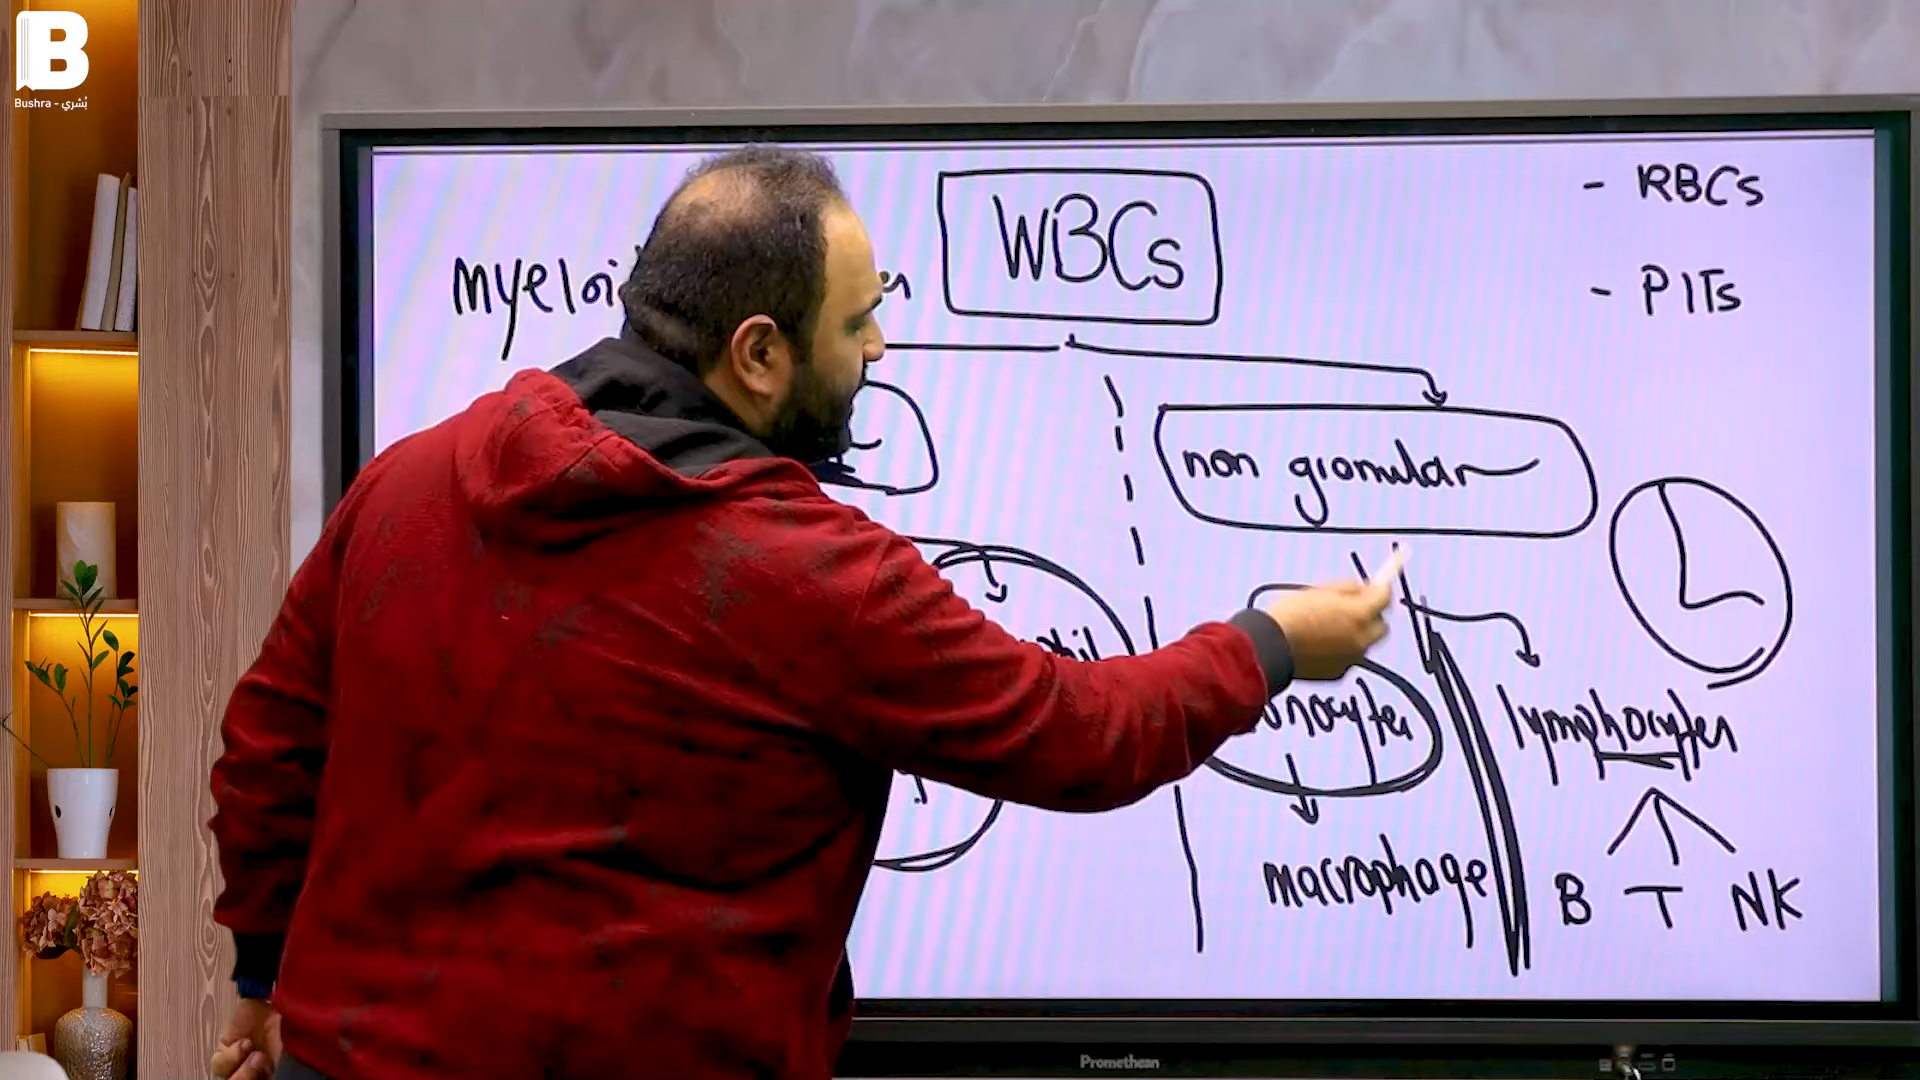 B
Bushra - بُشرى
WBCs
- RBCs
- PlTs
non granular
lymphocytes
macrophage
B T NK
L
Promethean